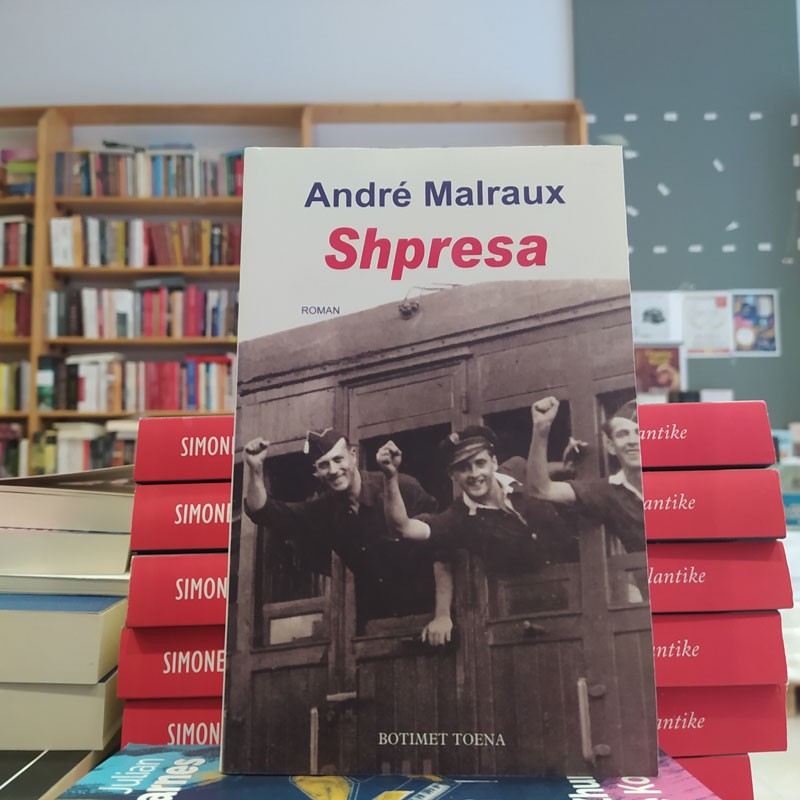 André Malraux
Shpresa
ROMAN
BOTIMET TOENA
SIMONE
SIMONE
SIMONE
SIMONE
SIMON
antike
antike
lantike
antike
antike
Julian